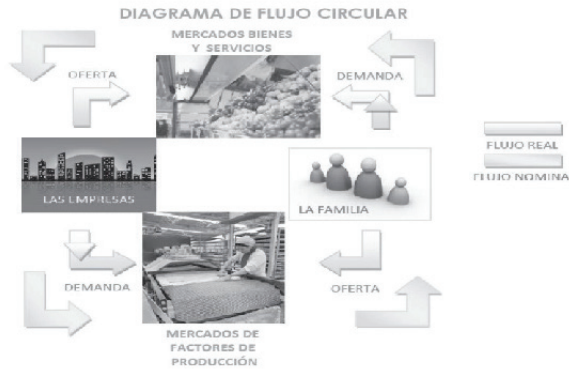 DIAGRAMA DE FLUJO CIRCULAR
MERCADOS BIENES
Y SERVICIOS
OFERTA
DEMANDA
FLUJO REAL
FLUJO NOMINA
LAS EMPRESAS
LA FAMILIA
DEMANDA
OFERTA
MERCADOS DE
FACTORES DE
PRODUCCIÓN